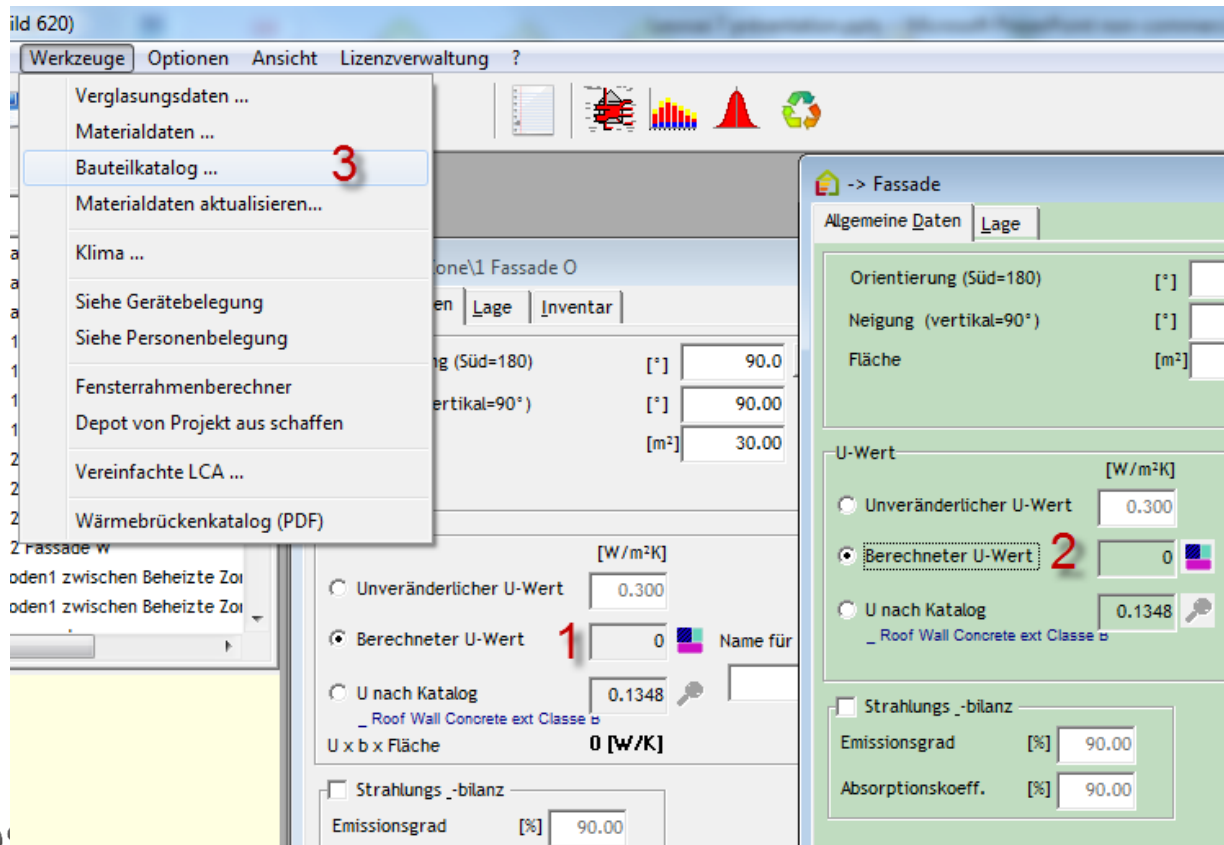 ild 620)
Werkzeuge Optionen Ansicht Lizenzverwaltung ?
Verglasungsdaten ...
Materialdaten ...
Bauteilkatalog ... 3
Materialdaten aktualisieren...
Klima ...
Siehe Gerätebelegung
Siehe Personenbelegung
Fensterrahmenberechner
Depot von Projekt aus schaffen
Vereinfachte LCA ...
Wärmebrückenkatalog (PDF)
2 Fassade W
oden1 zwischen Beheizte Zor
oden1 zwischen Beheizte Zor
one\1 Fassade O
en Lage Inventar
ng (Süd=180) [°] 90.0
ertikal=90°) [°] 90.00
[m²] 30.00
[W/m²K]
Unveränderlicher U-Wert 0.300
Berechneter U-Wert 1 0 Name für
U nach Katalog 0.1348
_ Roof Wall Concrete ext Classe B
U x b x Fläche 0 [W/K]
Strahlungs_-bilanz
Emissionsgrad [%] 90.00
-> Fassade
Allgemeine Daten Lage
Orientierung (Süd=180) [°]
Neigung (vertikal=90°) [°]
Fläche [m²]
U-Wert
[W/m²K]
Unveränderlicher U-Wert 0.300
Berechneter U-Wert 2 0
U nach Katalog 0.1348
_ Roof Wall Concrete ext Classe B
Strahlungs_-bilanz
Emissionsgrad [%] 90.00
Absorptionskoeff. [%] 90.00